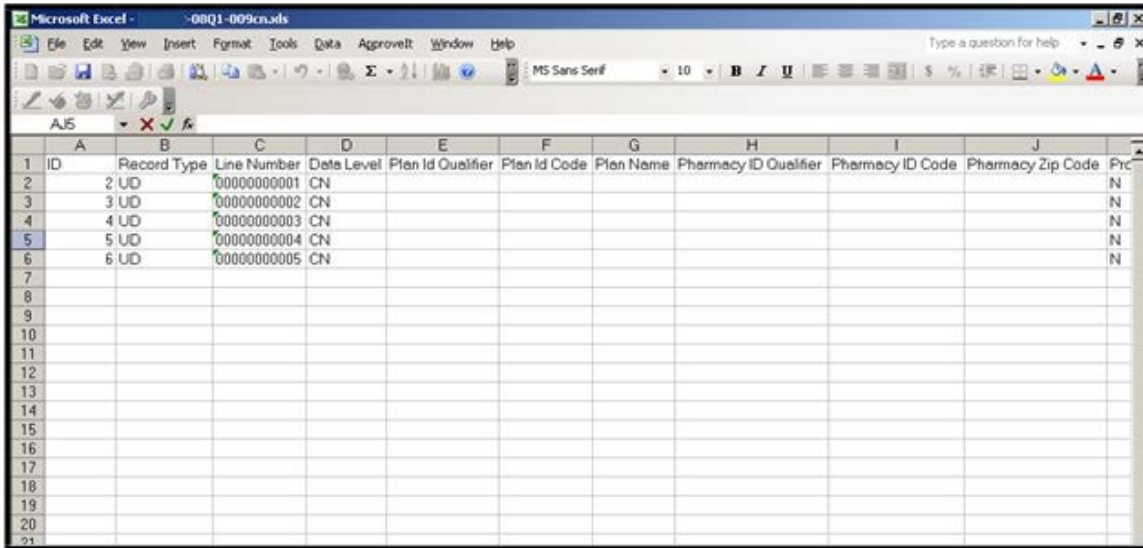 Microsoft Excel - -08Q1-009cn.xls
File Edit View Insert Format Tools Data ApproveIt Window Help Type a question for help
MS Sans Serif 10 B I U $ %
AJ5 fx
A B C D E F G H I J
1 ID Record Type Line Number Data Level Plan Id Qualifier Plan Id Code Plan Name Pharmacy ID Qualifier Pharmacy ID Code Pharmacy Zip Code Prc
2 2 UD 00000000001 CN N
3 3 UD 00000000002 CN N
4 4 UD 00000000003 CN N
5 5 UD 00000000004 CN N
6 6 UD 00000000005 CN N
7
8
9
10
11
12
13
14
15
16
17
18
19
20
21